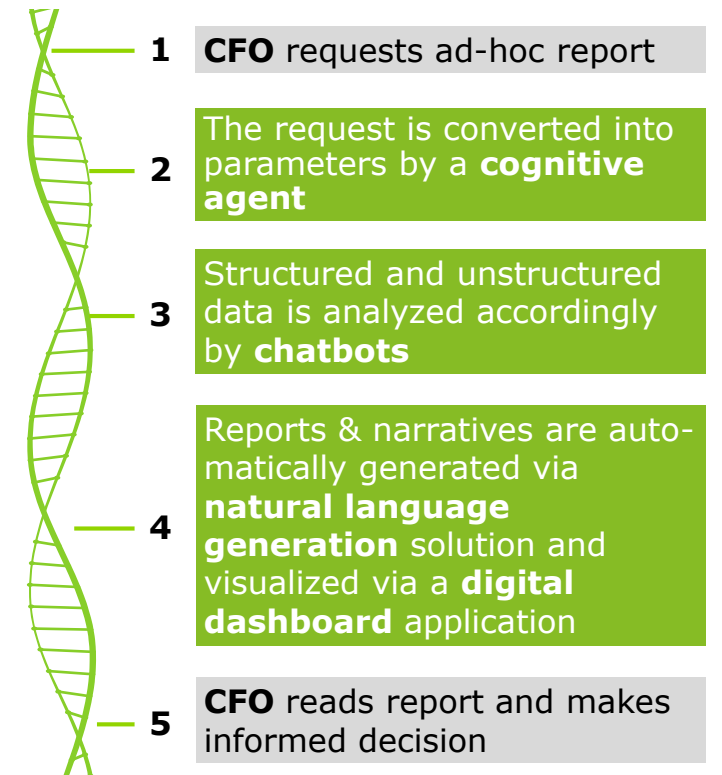 1 CFO requests ad-hoc report
The request is converted into
2 parameters by a cognitive
agent
Structured and unstructured
3 data is analyzed accordingly
by chatbots
Reports & narratives are auto-
matically generated via
natural language
4 generation solution and
visualized via a digital
dashboard application
5 CFO reads report and makes
informed decision